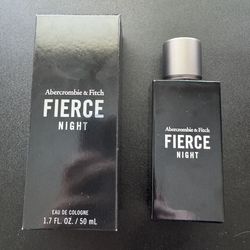 Abercrombie & Fitch
FIERCE
NIGHT
EAU DE COLOGNE
1.7 FL. OZ. / 50 mL
Abercrombie & Fitch
FIERCE
NIGHT